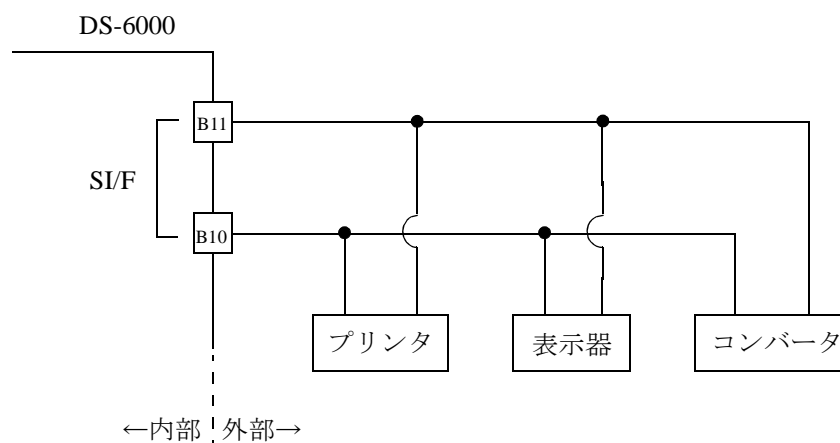 DS-6000
B11
SI/F
B10
プリンタ
表示器
コンバータ
←内部
外部→